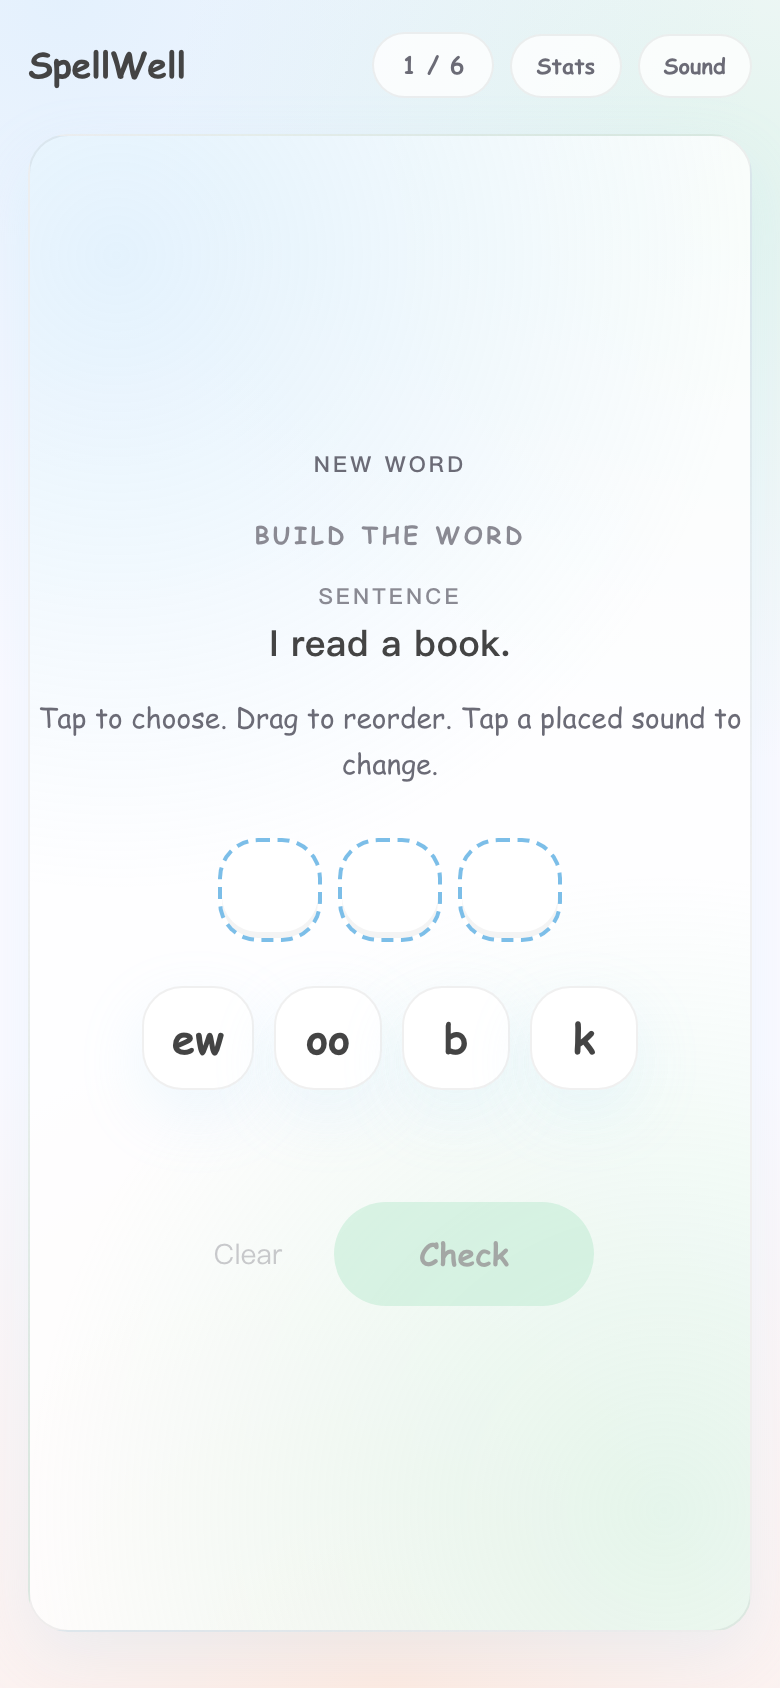 SpellWell
1 / 6
Stats
Sound
NEW WORD
BUILD THE WORD
SENTENCE
I read a book.
Tap to choose. Drag to reorder. Tap a placed sound to
change.
ew oo b k
Clear
Check